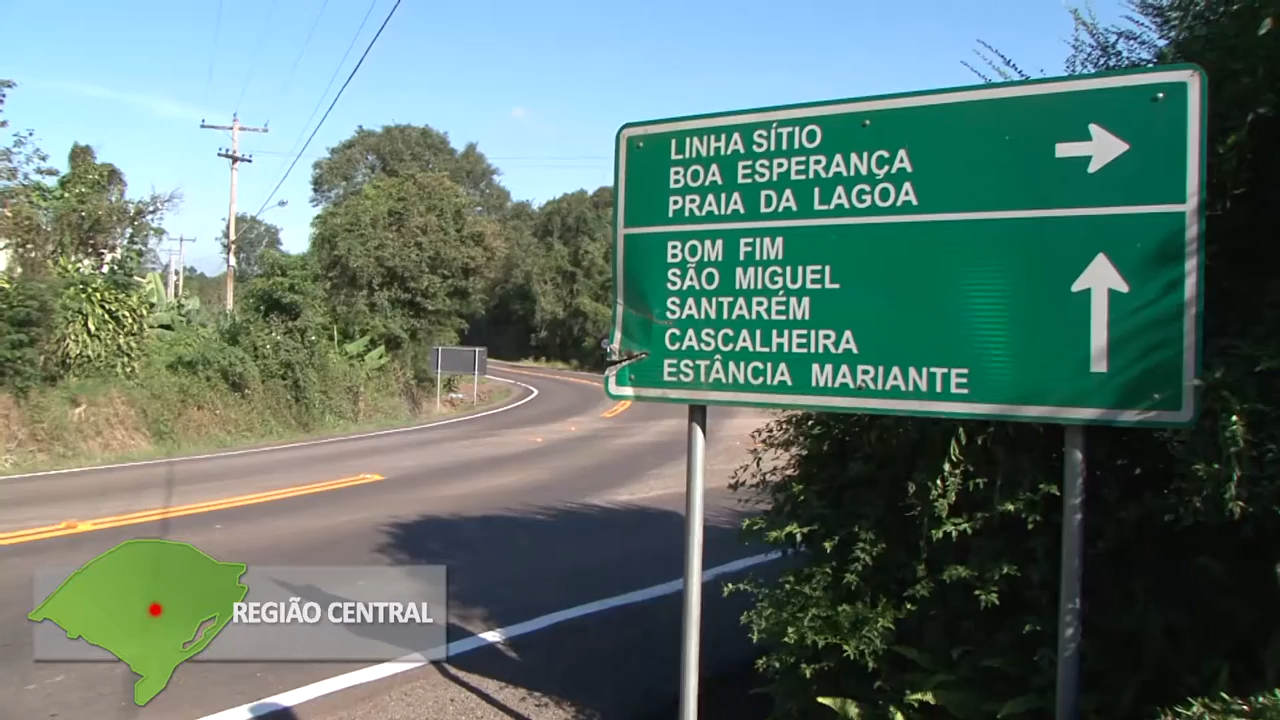 LINHA SÍTIO
BOA ESPERANÇA
PRAIA DA LAGOA
BOM FIM
SÃO MIGUEL
SANTARÉM
CASCALHEIRA
ESTÂNCIA MARIANTE
REGIÃO CENTRAL